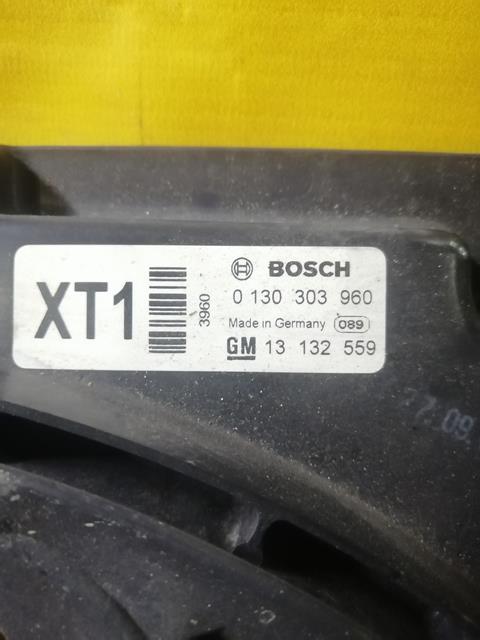 XT1
3960
BOSCH
0 130 303 960
Made in Germany 089
GM 13 132 559